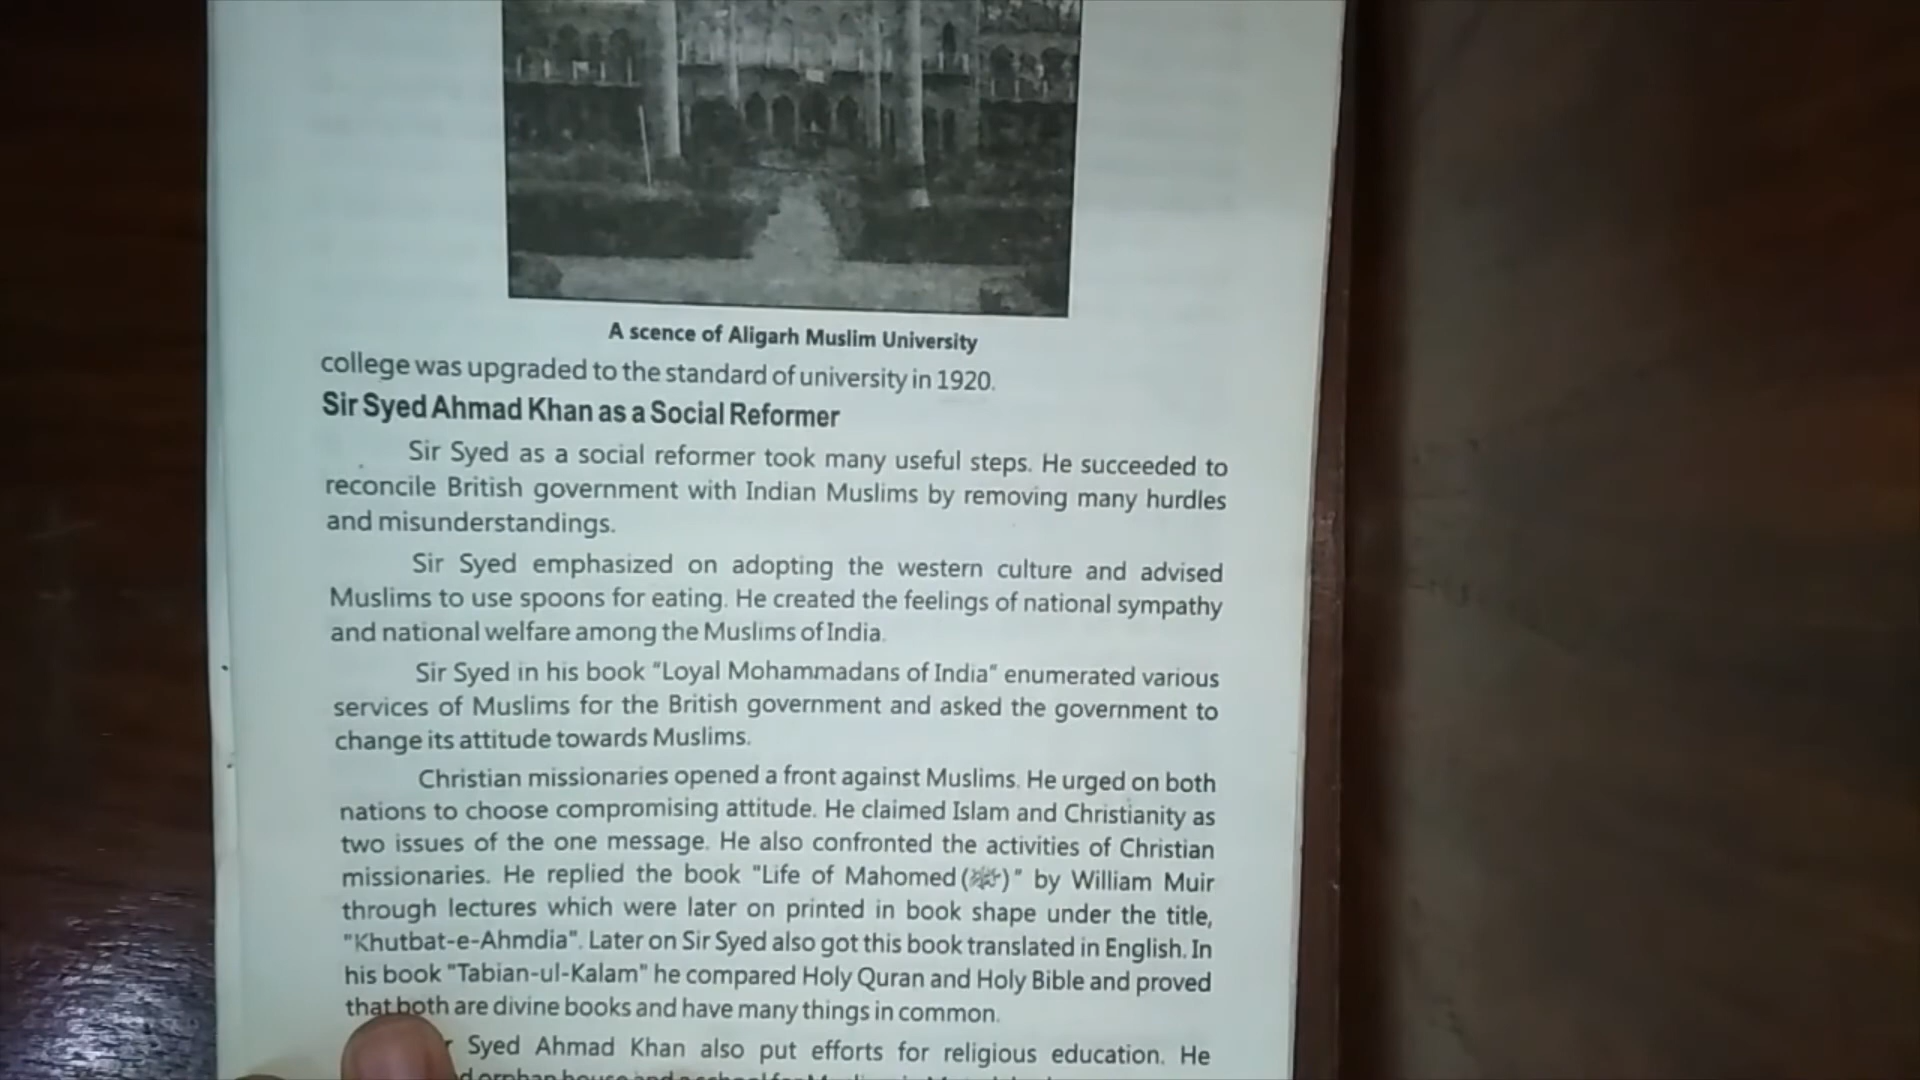 A scence of Aligarh Muslim University
college was upgraded to the standard of university in 1920.
Sir Syed Ahmad Khan as a Social Reformer
Sir Syed as a social reformer took many useful steps. He succeeded to
reconcile British government with Indian Muslims by removing many hurdles
and misunderstandings.
Sir Syed emphasized on adopting the western culture and advised
Muslims to use spoons for eating. He created the feelings of national sympathy
and national welfare among the Muslims of India.
Sir Syed in his book "Loyal Mohammadans of India" enumerated various
services of Muslims for the British government and asked the government to
change its attitude towards Muslims.
Christian missionaries opened a front against Muslims. He urged on both
nations to choose compromising attitude. He claimed Islam and Christianity as
two issues of the one message. He also confronted the activities of Christian
missionaries. He replied the book "Life of Mahomed (ﷺ)" by William Muir
through lectures which were later on printed in book shape under the title,
"Khutbat-e-Ahmdia". Later on Sir Syed also got this book translated in English. In
his book "Tabian-ul-Kalam" he compared Holy Quran and Holy Bible and proved
that both are divine books and have many things in common.
Syed Ahmad Khan also put efforts for religious education. He
orphan house and a school for